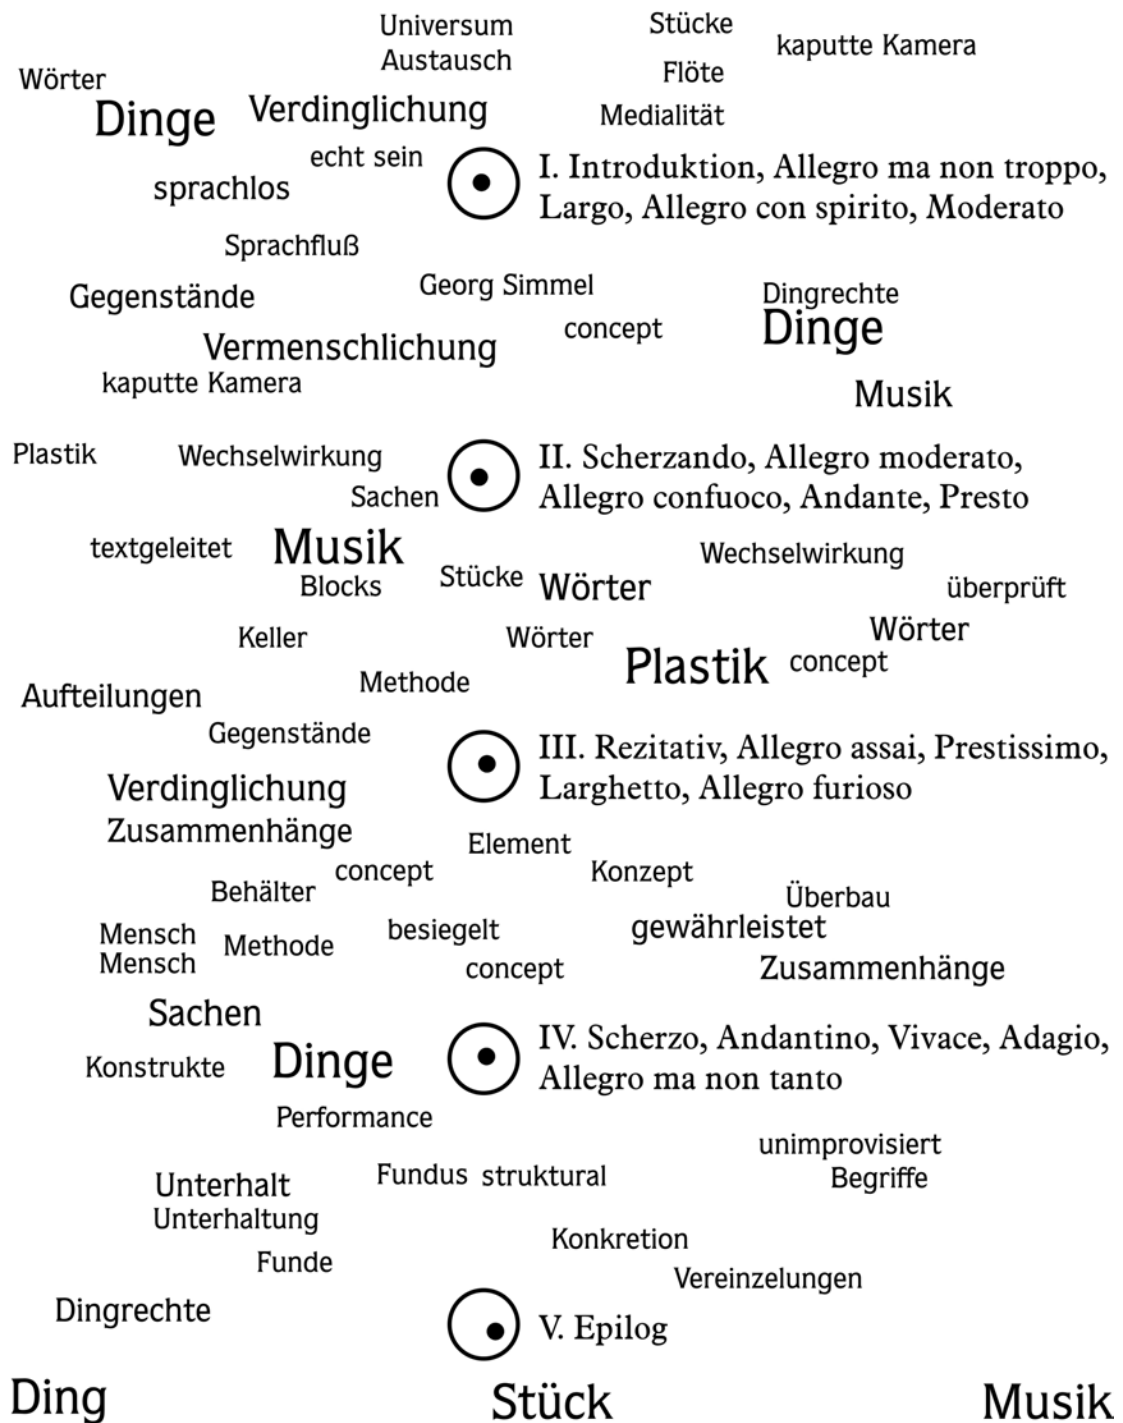 Universum
Stücke
kaputte Kamera
Austausch
Flöte
Wörter
Dinge
Verdinglichung
Medialität
echt sein
sprachlos
I. Introduktion, Allegro ma non troppo,
Largo, Allegro con spirito, Moderato
Sprachfluß
Georg Simmel
Gegenstände
Dingrechte
concept
Dinge
Vermenschlichung
kaputte Kamera
Musik
Plastik
Wechselwirkung
Sachen
II. Scherzando, Allegro moderato,
Allegro confuoco, Andante, Presto
textgeleitet
Musik
Wechselwirkung
Blocks
Stücke
Wörter
überprüft
Keller
Wörter
Wörter
Plastik
concept
Aufteilungen
Methode
Gegenstände
III. Rezitativ, Allegro assai, Prestissimo,
Larghetto, Allegro furioso
Verdinglichung
Zusammenhänge
Element
concept
Konzept
Behälter
Überbau
Mensch
Methode
besiegelt
gewährleistet
Mensch
concept
Zusammenhänge
Sachen
IV. Scherzo, Andantino, Vivace, Adagio,
Allegro ma non tanto
Konstrukte
Dinge
Performance
unimprovisiert
Fundus
struktural
Begriffe
Unterhalt
Unterhaltung
Konkretion
Funde
Vereinzelungen
Dingrechte
V. Epilog
Ding
Stück
Musik